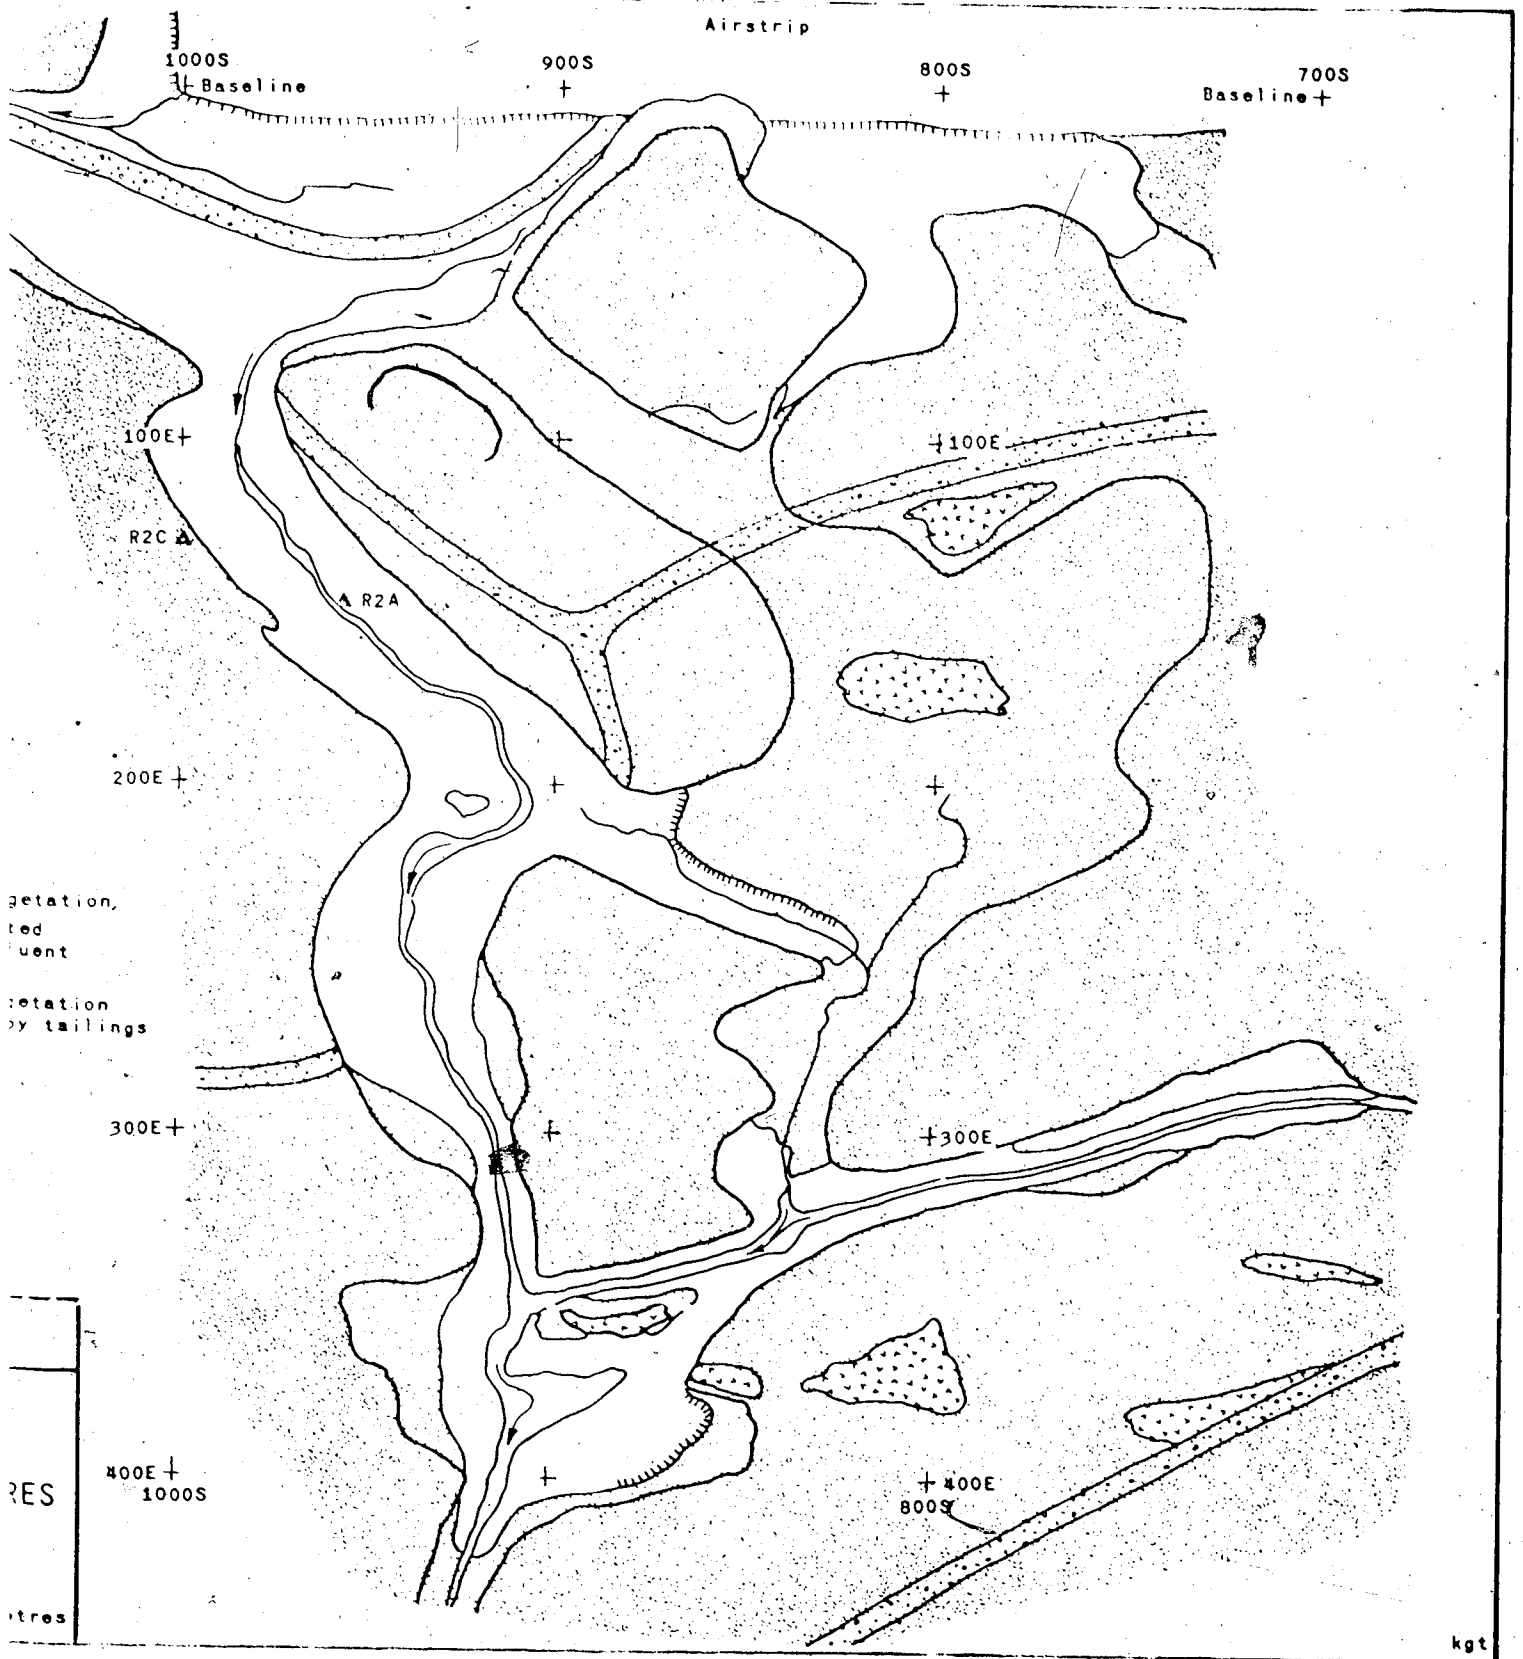 Airstrip
1000S 900S 800S 700S
Baseline Baseline
100E 100E
R2C
R2A
200E
getation,
ted
uent
etation
by tailings
300E 300E
400E 400E
1000S 800S
RES
tres
kgt